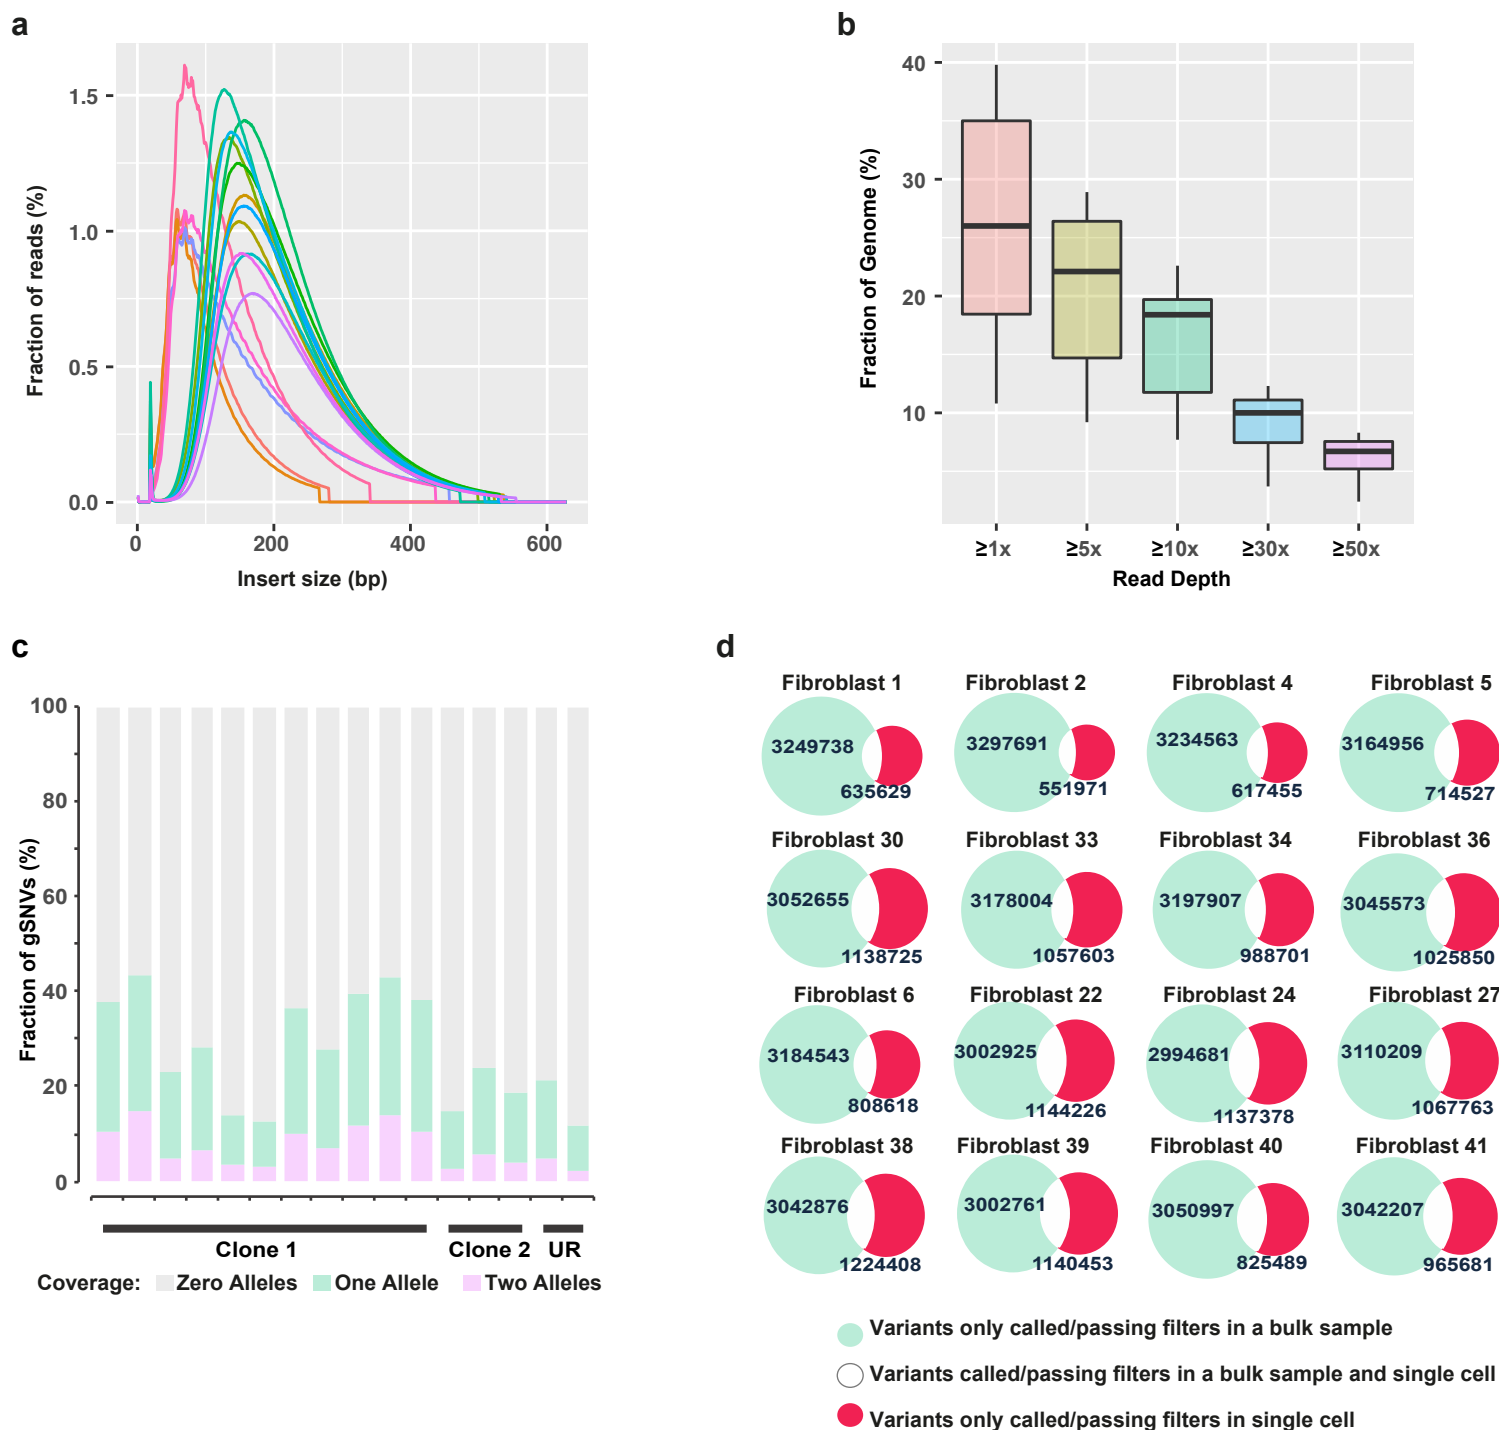 a
Fraction of reads (%)
1.5
1.0
0.5
0.0
0
200
400
600
Insert size (bp)
b
Fraction of Genome (%)
40
30
20
10
≥1x
≥5x
≥10x
≥30x
≥50x
Read Depth
c
Fraction of gSNVs (%)
100
80
60
40
20
0
Clone 1
Clone 2
UR
Coverage:
Zero Alleles
One Allele
Two Alleles
d
Fibroblast 1
Fibroblast 2
Fibroblast 4
Fibroblast 5
3249738
3297691
3234563
3164956
635629
551971
617455
714527
Fibroblast 30
Fibroblast 33
Fibroblast 34
Fibroblast 36
3052655
3178004
3197907
3045573
1138725
1057603
988701
1025850
Fibroblast 6
Fibroblast 22
Fibroblast 24
Fibroblast 27
3184543
3002925
2994681
3110209
808618
1144226
1137378
1067763
Fibroblast 38
Fibroblast 39
Fibroblast 40
Fibroblast 41
3042876
3002761
3050997
3042207
1224408
1140453
825489
965681
Variants only called/passing filters in a bulk sample
Variants called/passing filters in a bulk sample and single cell
Variants only called/passing filters in single cell